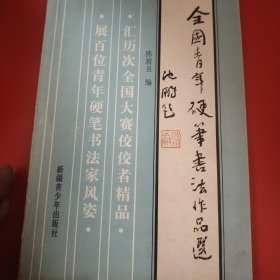 全国青年硬笔书法作品選
沈鹏题
陈新良 编
·汇历次全国大赛佼佼者精品·
·展百位青年硬笔书法家风姿·
新疆青少年出版社